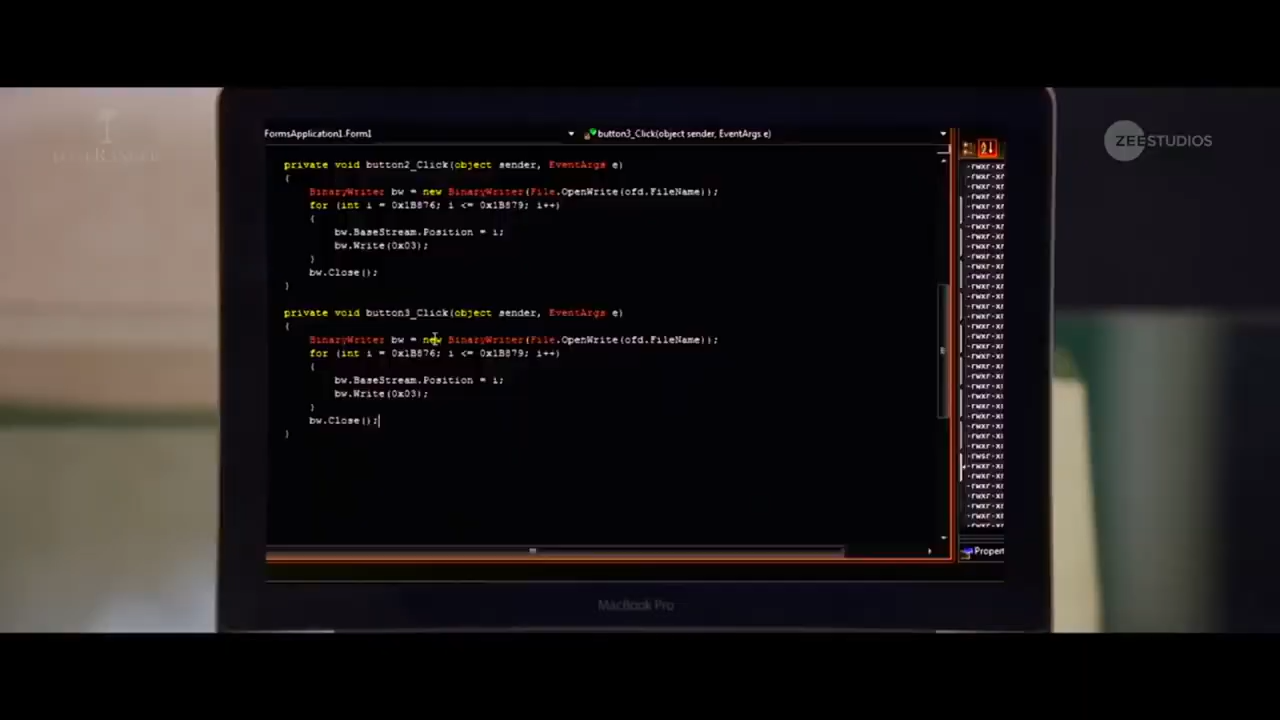 ZEE STUDIOS
FormsApplication1.Form1
button3_Click(object sender, EventArgs e)
private void button2_Click(object sender, EventArgs e)
{
BinaryWriter bw = new BinaryWriter(File.OpenWrite(ofd.FileName));
for (int i = 0x1B876; i <= 0x1B879; i++)
{
bw.BaseStream.Position = i;
bw.Write(0x03);
}
bw.Close();
}
private void button3_Click(object sender, EventArgs e)
{
BinaryWriter bw = new BinaryWriter(File.OpenWrite(ofd.FileName));
for (int i = 0x1B876; i <= 0x1B879; i++)
{
bw.BaseStream.Position = i;
bw.Write(0x03);
}
bw.Close();
}
Propert
MacBook Pro